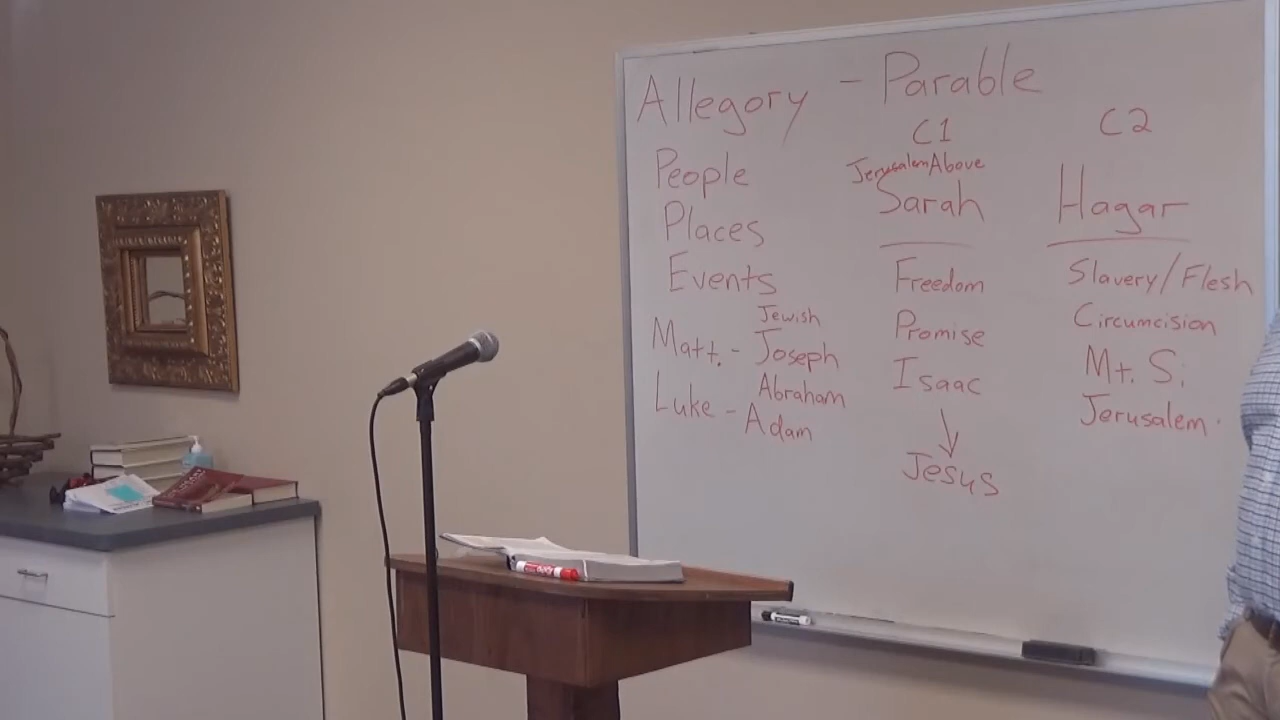 Allegory - Parable
C1
C2
Jerusalem Above
People
Sarah
Hagar
Places
Events
Freedom
Slavery/Flesh
Jewish
Promise
Circumcision
Matt. - Joseph
Isaac
Mt. Si
Abraham
Luke - Adam
Jerusalem
Jesus